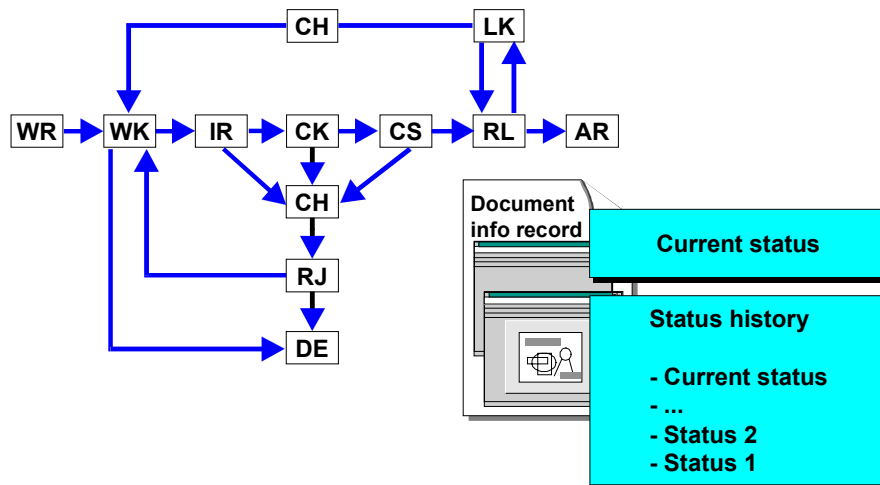 CH
LK
WR
WK
IR
CK
CS
RL
AR
CH
RJ
DE
Document
info record
Current status
Status history
- Current status
- ...
- Status 2
- Status 1